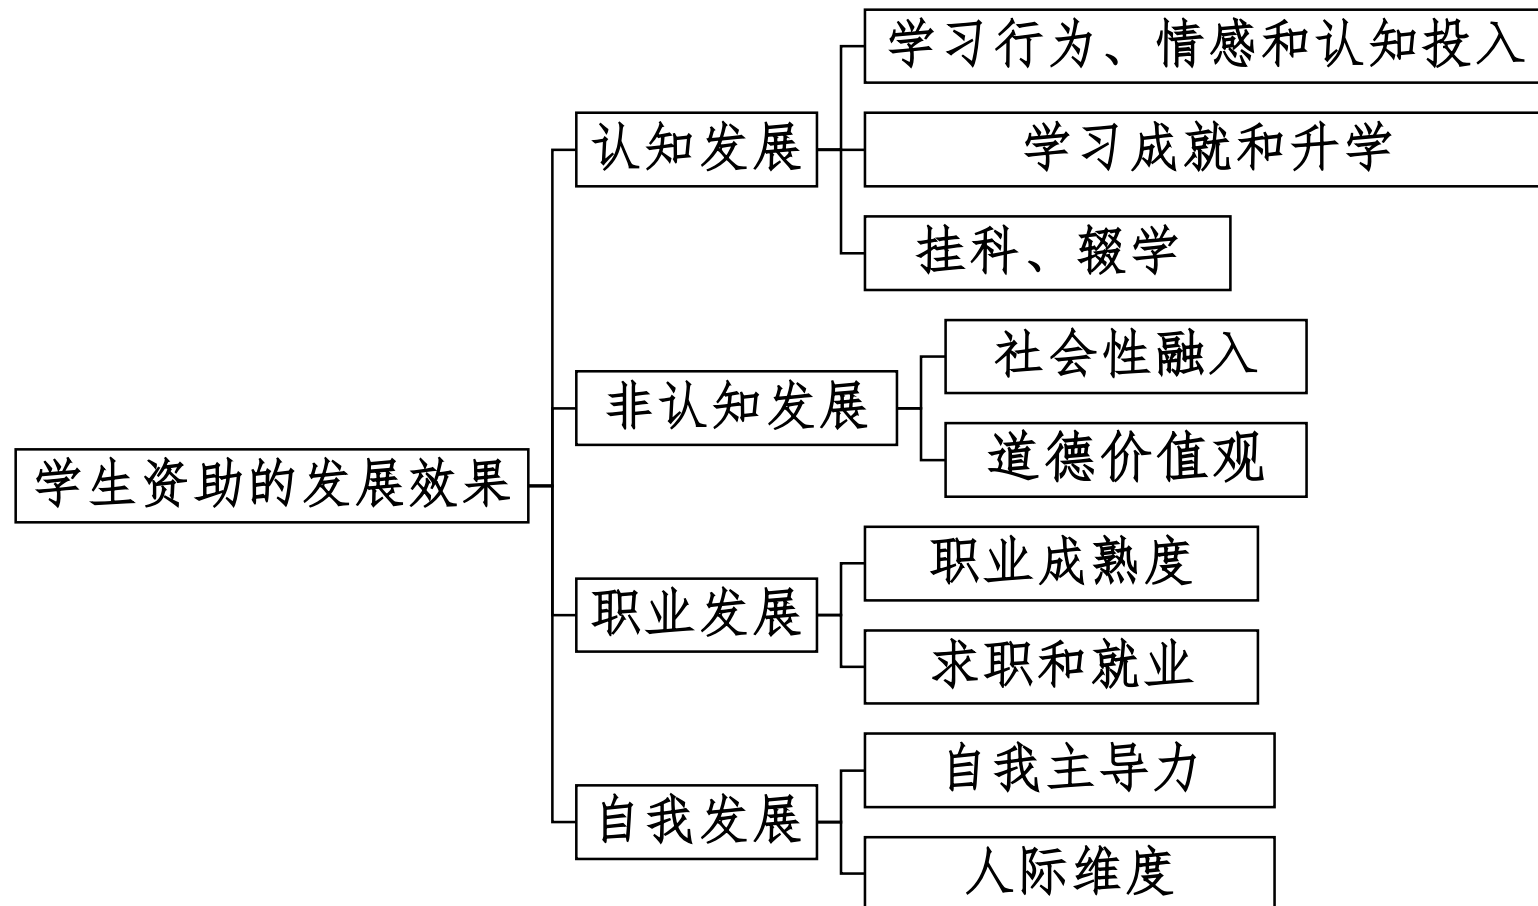 学生资助的发展效果
认知发展
学习行为、情感和认知投入
学习成就和升学
挂科、辍学
非认知发展
社会性融入
道德价值观
职业发展
职业成熟度
求职和就业
自我发展
自我主导力
人际维度